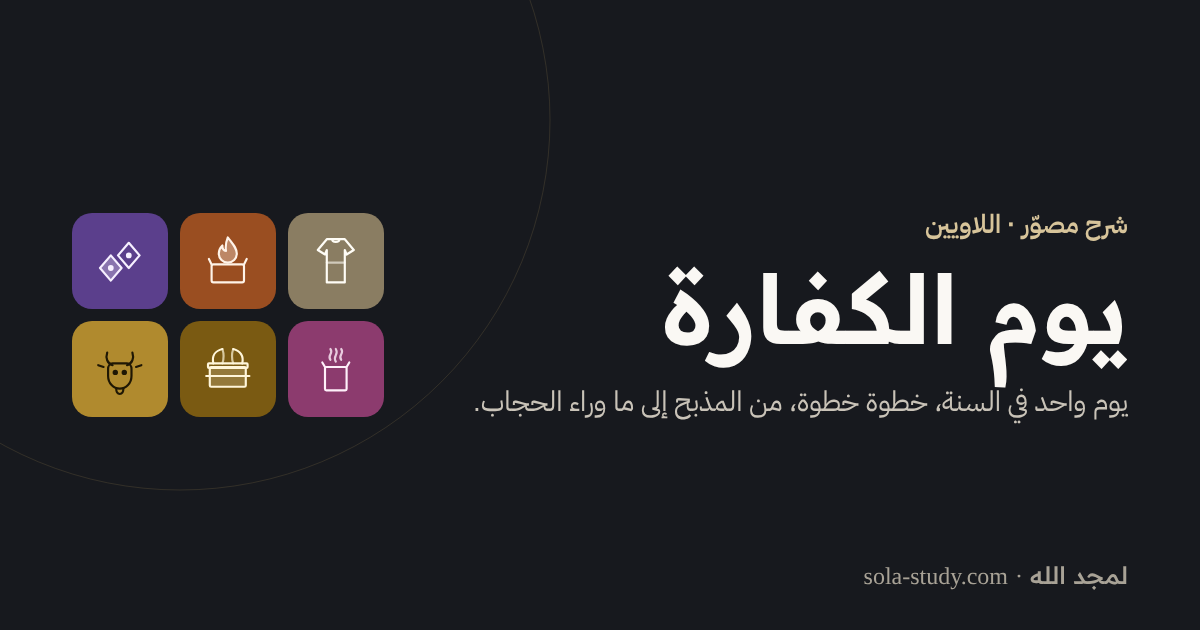 شرح مصوّر · اللاويين
يوم الكفارة
يوم واحد في السنة، خطوة خطوة، من المذبح إلى ما وراء الحجاب.
لمجد الله · sola-study.com